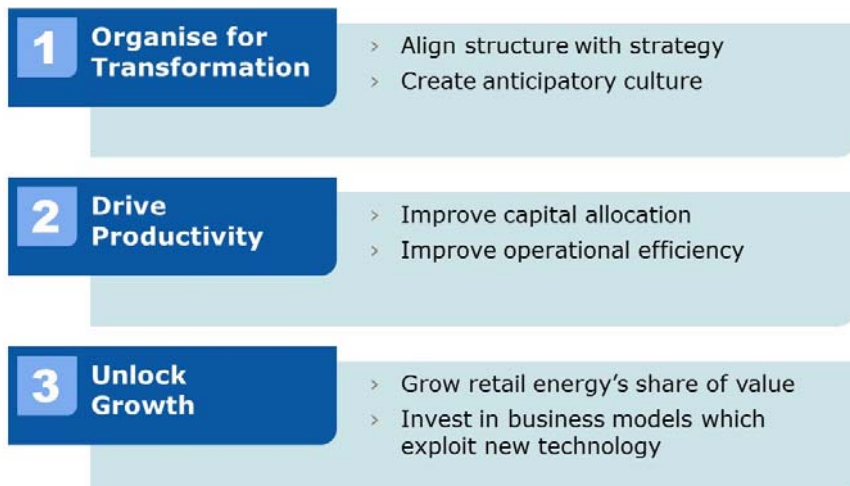 1
Organise for
Transformation
› Align structure with strategy
› Create anticipatory culture
2
Drive
Productivity
› Improve capital allocation
› Improve operational efficiency
3
Unlock
Growth
› Grow retail energy's share of value
› Invest in business models which
exploit new technology